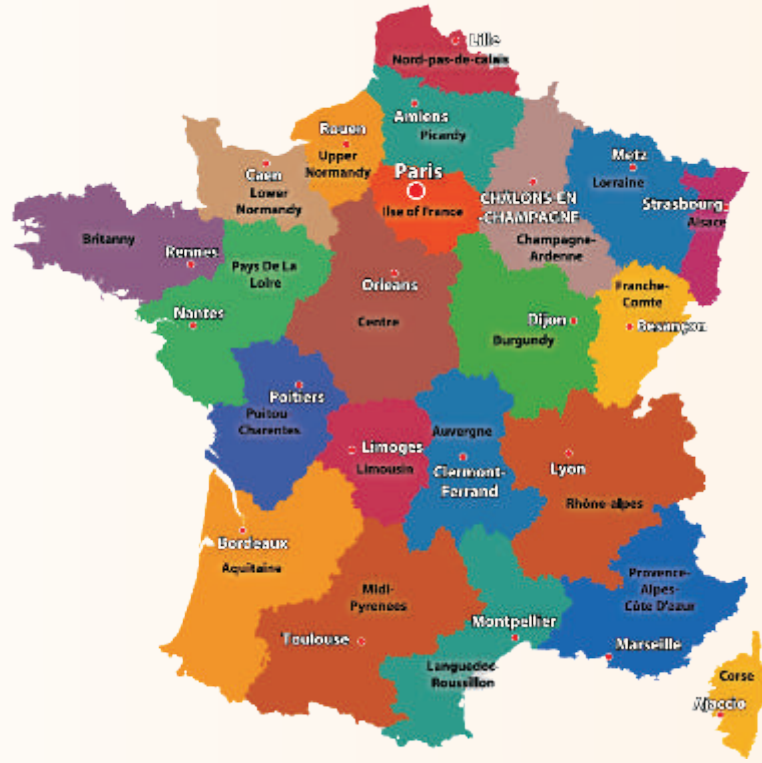 Lille
Nord-pas-de-calais
Amiens
Picardy
Rouen
Upper
Normandy
Caen
Lower
Normandy
Paris
Ilse of France
CHALONS-EN
-CHAMPAGNE
Champagne-
Ardenne
Metz
Lorraine
Strasbourg
Alsace
Britanny
Rennes
Pays De La
Loire
Nantes
Orleans
Centre
Dijon
Burgundy
Franche-
Comte
Besançon
Poitiers
Poitou
Charentes
Limoges
Limousin
Auvergne
Clermont-
Ferrand
Lyon
Rhône-alpes
Bordeaux
Aquitaine
Midi-
Pyrenees
Toulouse
Montpellier
Languedec-
Roussillon
Provence-
Alpes-
Côte D'azur
Marseille
Corse
Ajaccio